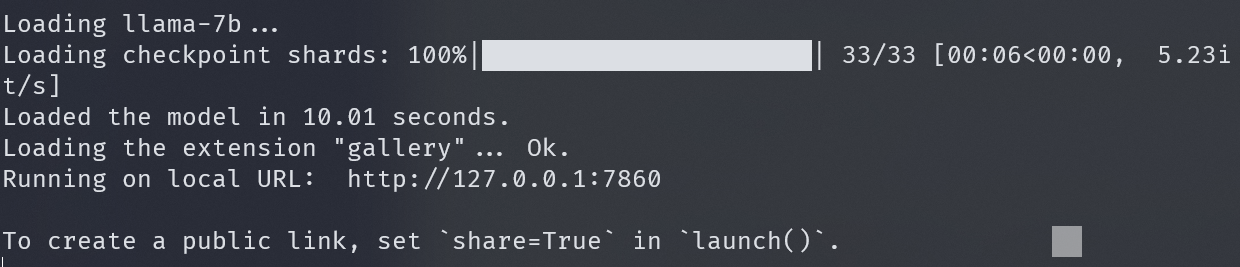 Loading llama-7b...
Loading checkpoint shards: 100%|██████████████████████| 33/33 [00:06<00:00,  5.23i
t/s]
Loaded the model in 10.01 seconds.
Loading the extension "gallery"... Ok.
Running on local URL:  http://127.0.0.1:7860
To create a public link, set `share=True` in `launch()`.